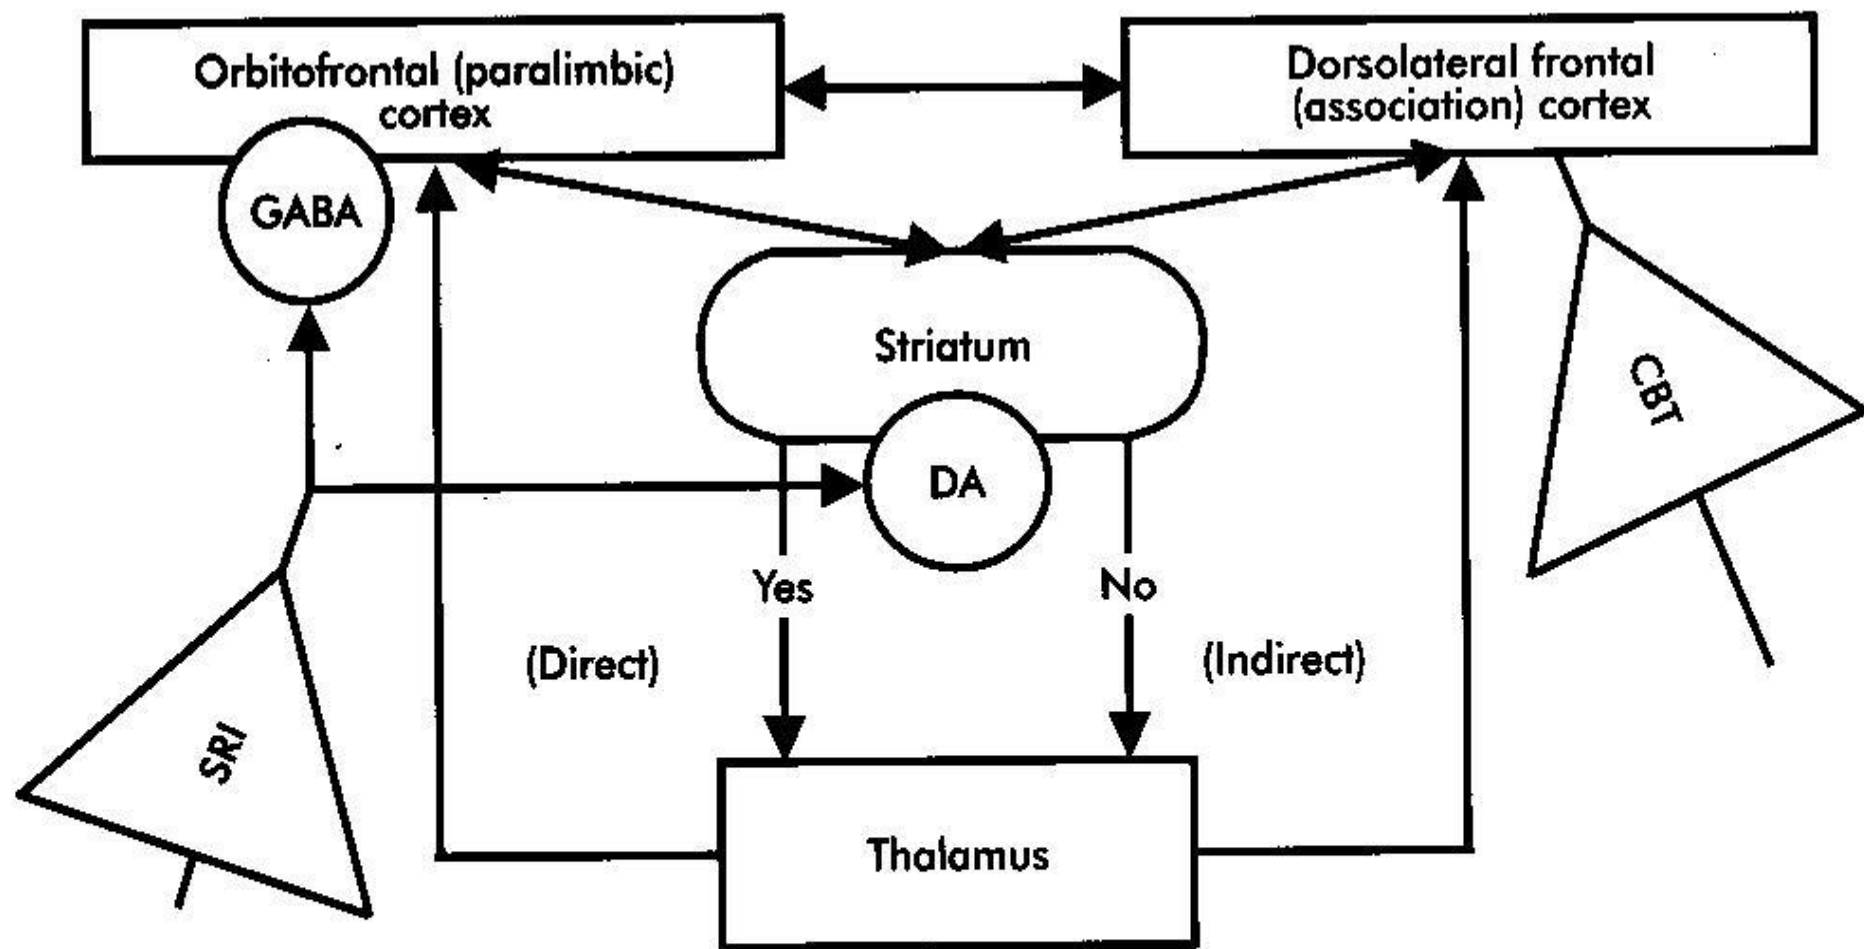 Orbitofrontal (paralimbic)
cortex
Dorsolateral frontal
(association) cortex
GABA
Striatum
CBT
DA
Yes
No
(Direct)
(Indirect)
SRI
Thalamus